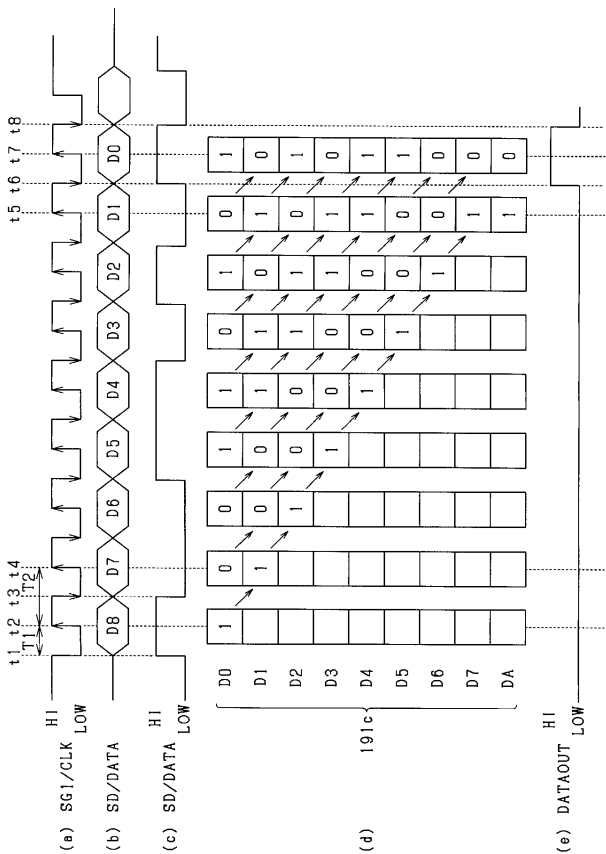 t1 t2 t3 t4 t5 t6 t7 t8
T1 T2
HI
(a) SG1/CLK
LOW
(b) SD/DATA D8 D7 D6 D5 D4 D3 D2 D1 D0
HI
(c) SD/DATA
LOW
D0 1 0 0 1 1 0 1 0 1
D1 1 0 0 1 1 0 1 0
D2 1 0 0 1 1 0 1
D3 1 0 0 1 1 0
(d) 191c D4 1 0 0 1 1
D5 1 0 0 1
D6 1 0 0
D7 1 0
DA 1 0
HI
(e) DATAOUT
LOW